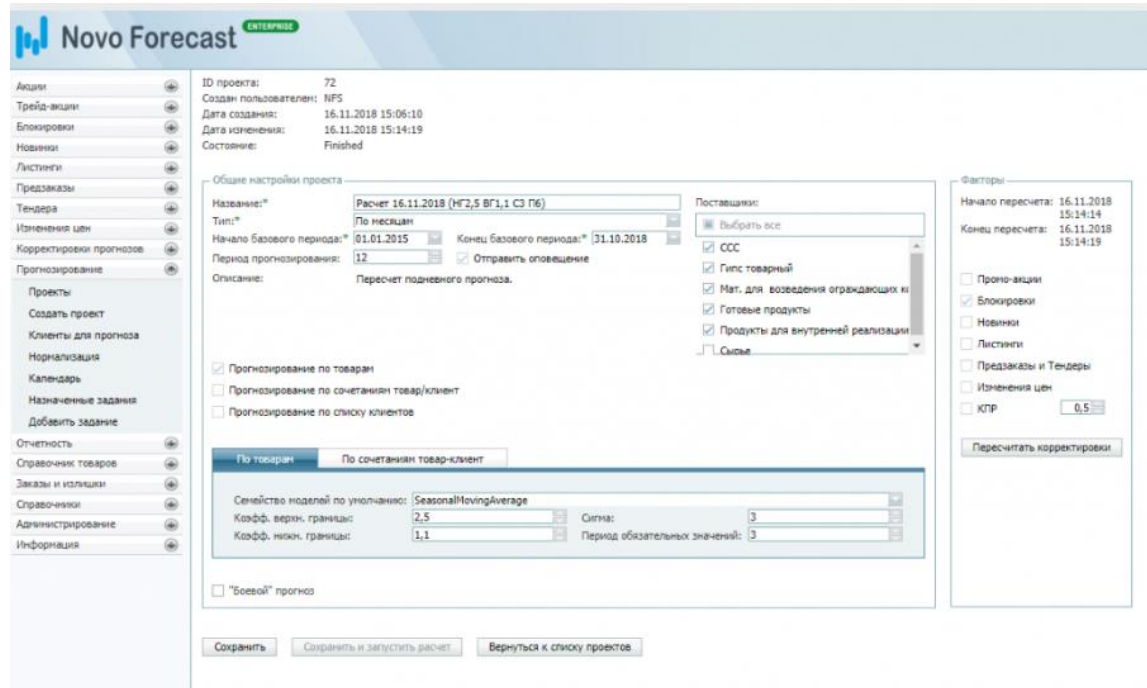 Novo Forecast ENTERPRISE
Акции
Трейд-акции
Блокировки
Новинки
Листинги
Предзаказы
Тендера
Изменения цен
Корректировки прогнозов
Прогнозирование
Проекты
Создать проект
Клиенты для прогноза
Нормализация
Календарь
Назначенные задания
Добавить задание
Отчетность
Справочник товаров
Заказы и излишки
Справочники
Администрирование
Информация
ID проекта: 72
Создан пользователем: NFS
Дата создания: 16.11.2018 15:06:10
Дата изменения: 16.11.2018 15:14:19
Состояние: Finished
Общие настройки проекта
Название:* Расчет 16.11.2018 (НГ2,5 ВГ1,1 С3 П6)
Тип:* По месяцам
Начало базового периода:* 01.01.2015 Конец базового периода:* 31.10.2018
Период прогнозирования: 12 Отправить оповещение
Описание: Пересчет подневного прогноза.
Поставщики:
Выбрать все
ССС
Гипс товарный
Мат. для возведения ограждающих к
Готовые продукты
Продукты для внутренней реализации
Сырье
Прогнозирование по товарам
Прогнозирование по сочетаниям товар/клиент
Прогнозирование по списку клиентов
По товарам По сочетаниям товар-клиент
Семейство моделей по умолчанию: SeasonalMovingAverage
Коэфф. верхн. границы: 2,5 Сигма: 3
Коэфф. нижн. границы: 1,1 Период обязательных значений: 3
"Боевой" прогноз
Сохранить Сохранить и запустить расчет Вернуться к списку проектов
Факторы
Начало пересчета: 16.11.2018
15:14:14
Конец пересчета: 16.11.2018
15:14:19
Промо-акции
Блокировки
Новинки
Листинги
Предзаказы и Тендеры
Изменения цен
КПР 0,5
Пересчитать корректировки